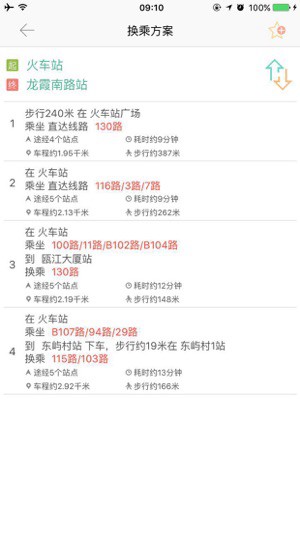 09:10
100%
换乘方案
起 火车站
终 龙霞南路站
1
步行240米 在 火车站广场
乘坐 直达线路 130路
途经4个站点 耗时约9分钟
车程约1.95千米 步行约387米
2
在 火车站
乘坐 直达线路 116路/3路/7路
途经5个站点 耗时约9分钟
车程约2.13千米 步行约262米
3
在 火车站
乘坐 100路/11路/B102路/B104路
到 瓯江大厦站
换乘 130路
途经5个站点 耗时约12分钟
车程约2.19千米 步行约148米
4
在 火车站
乘坐 B107路/94路/29路
到 东屿村站 下车，步行约19米在 东屿村1站
换乘 115路/103路
途经5个站点 耗时约13分钟
车程约2.92千米 步行约166米